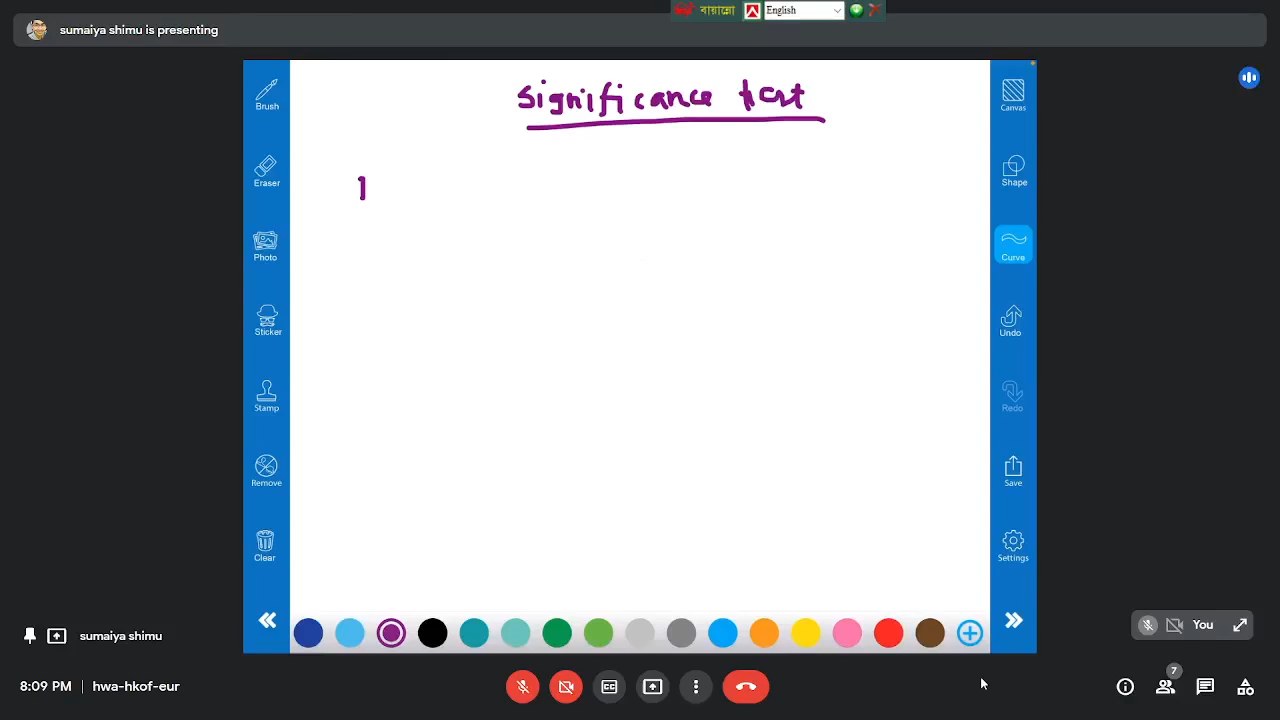 বায়ান্নো English
sumaiya shimu is presenting
Significance test
1
Brush
Eraser
Photo
Sticker
Stamp
Remove
Clear
Canvas
Shape
Curve
Undo
Redo
Save
Settings
sumaiya shimu
You
8:09 PM | hwa-hkof-eur
7